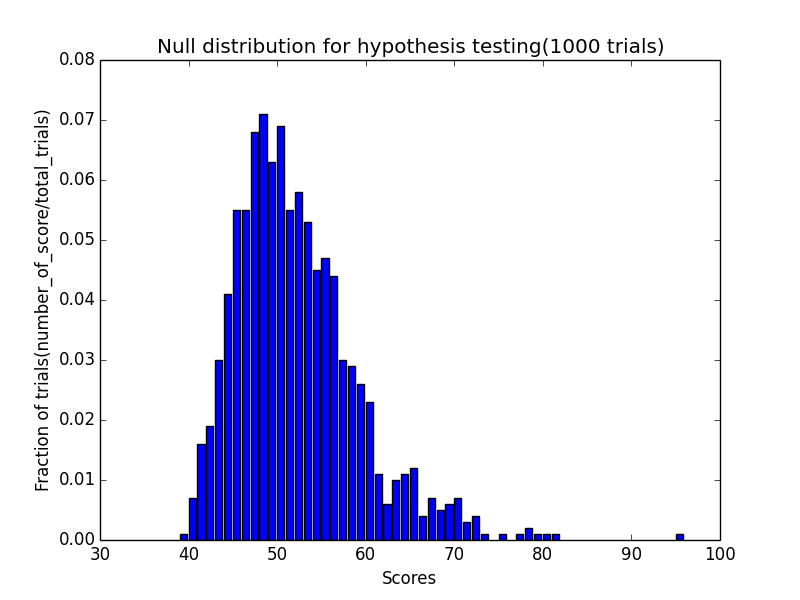 Null distribution for hypothesis testing(1000 trials)
Fraction of trials(number_of_score/total_trials)
0.08
0.07
0.06
0.05
0.04
0.03
0.02
0.01
0.00
30 40 50 60 70 80 90 100
Scores